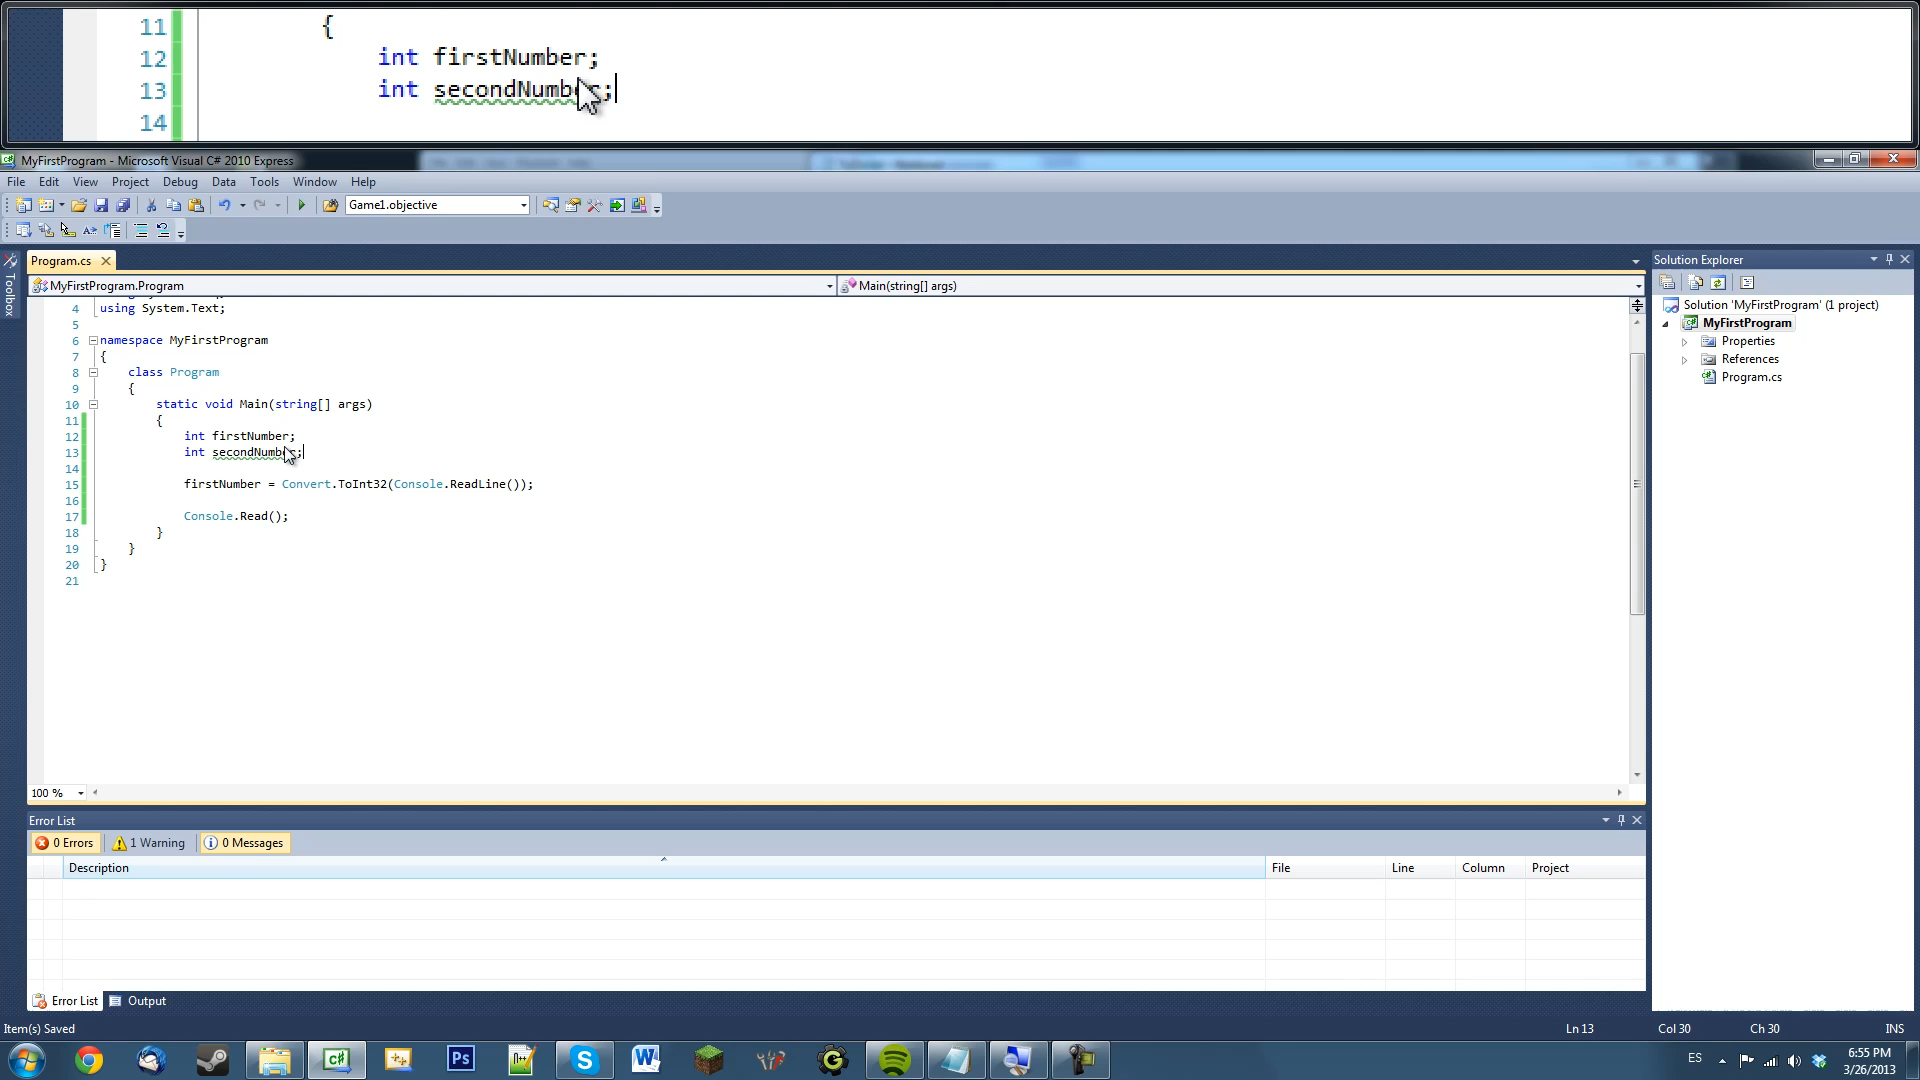 11 {
12 int firstNumber;
13 int secondNumber;
14
MyFirstProgram - Microsoft Visual C# 2010 Express
File Edit View Project Debug Data Tools Window Help
Game1.objective
Program.cs
MyFirstProgram.Program
Main(string[] args)
Toolbox
4 using System.Text;
5
6 namespace MyFirstProgram
7 {
8 class Program
9 {
10 static void Main(string[] args)
11 {
12 int firstNumber;
13 int secondNumber;
14
15 firstNumber = Convert.ToInt32(Console.ReadLine());
16
17 Console.Read();
18 }
19 }
20 }
21
100 %
Solution Explorer
Solution 'MyFirstProgram' (1 project)
MyFirstProgram
Properties
References
Program.cs
Error List
0 Errors 1 Warning 0 Messages
Description File Line Column Project
Error List Output
Item(s) Saved Ln 13 Col 30 Ch 30 INS
Ps
ES
6:55 PM
3/26/2013